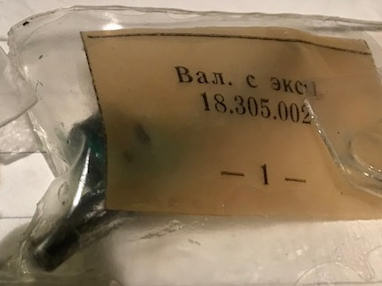 Вал. с эксц.
18.305.002
— 1 —